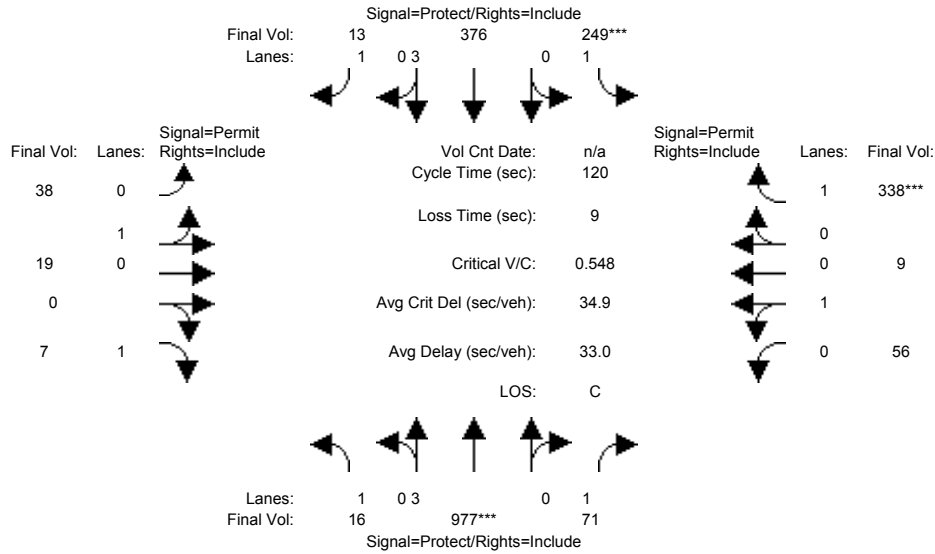 Signal=Protect/Rights=Include
Final Vol: 13 376 249***
Lanes: 1 0 3 0 1
Signal=Permit Signal=Permit
Final Vol: Lanes: Rights=Include Vol Cnt Date: n/a Rights=Include Lanes: Final Vol:
Cycle Time (sec): 120
38 0 1 338***
Loss Time (sec): 9
1 0
19 0 Critical V/C: 0.548 0 9
0 Avg Crit Del (sec/veh): 34.9 1
7 1 Avg Delay (sec/veh): 33.0 0 56
LOS: C
Lanes: 1 0 3 0 1
Final Vol: 16 977*** 71
Signal=Protect/Rights=Include